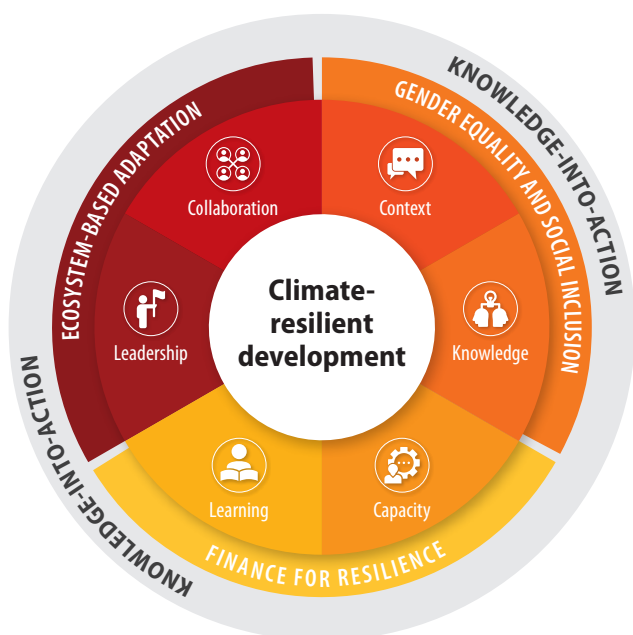 KNOWLEDGE-INTO-ACTION
GENDER EQUALITY AND SOCIAL INCLUSION
ECOSYSTEM-BASED ADAPTATION
Collaboration
Context
Climate-
resilient
development
Leadership
Knowledge
Learning
Capacity
FINANCE FOR RESILIENCE
KNOWLEDGE-INTO-ACTION